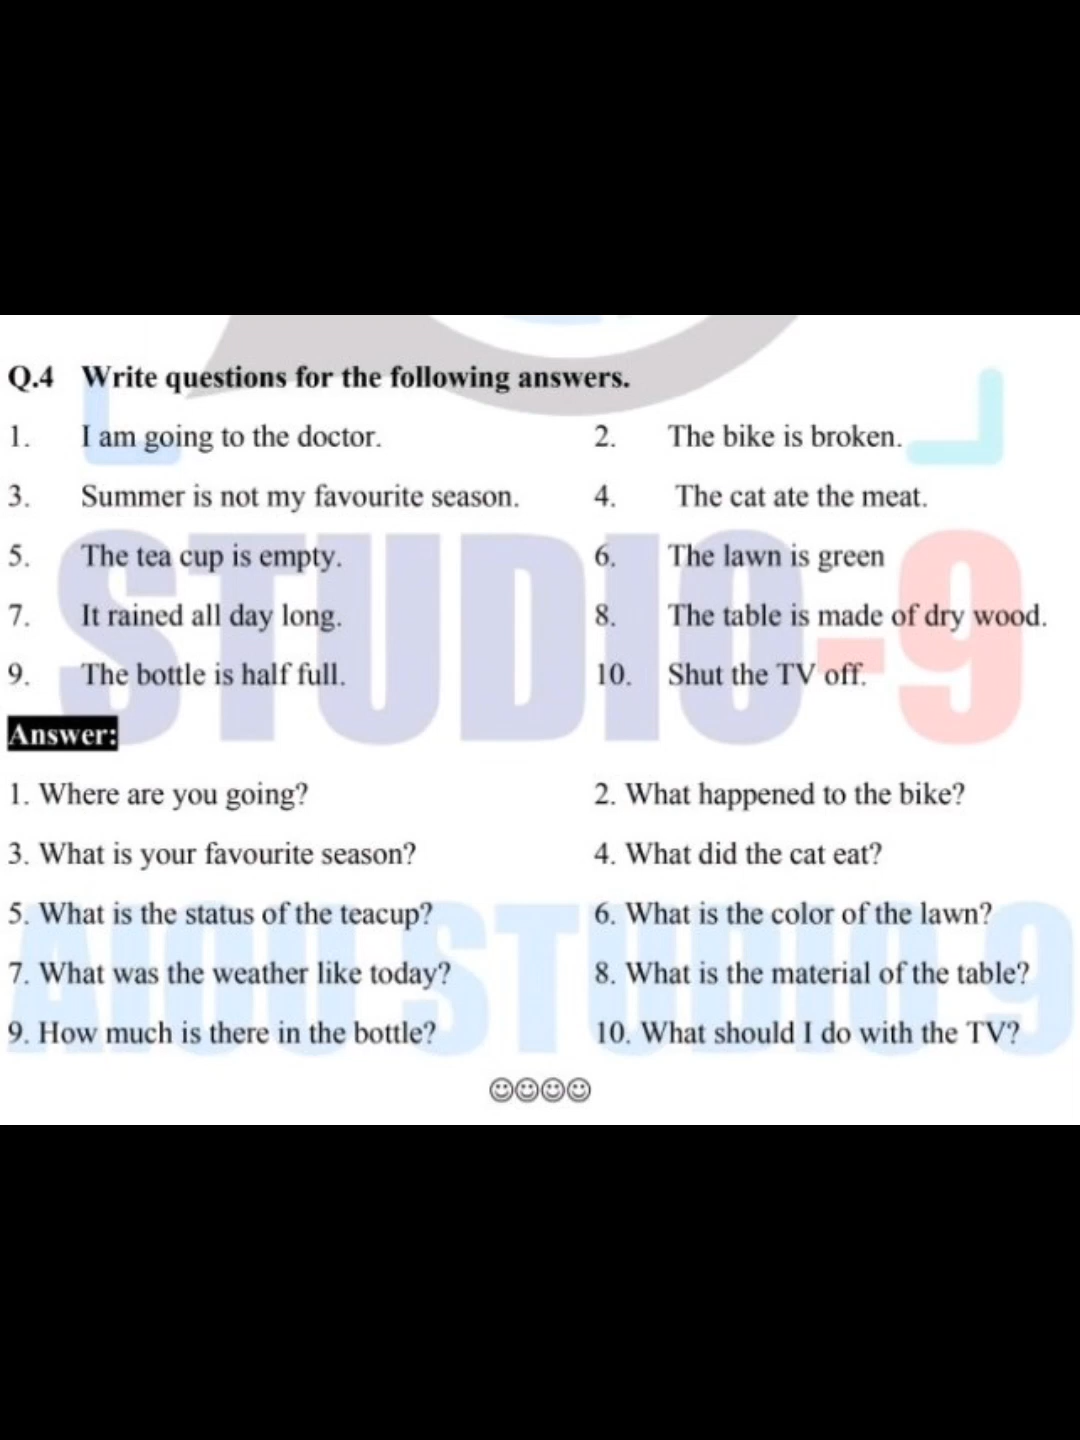 Q.4 Write questions for the following answers.
1. I am going to the doctor. 2. The bike is broken.
3. Summer is not my favourite season. 4. The cat ate the meat.
5. The tea cup is empty. 6. The lawn is green
7. It rained all day long. 8. The table is made of dry wood.
9. The bottle is half full. 10. Shut the TV off.
STUDIO-9
Answer:
1. Where are you going? 2. What happened to the bike?
3. What is your favourite season? 4. What did the cat eat?
5. What is the status of the teacup? 6. What is the color of the lawn?
7. What was the weather like today? 8. What is the material of the table?
9. How much is there in the bottle? 10. What should I do with the TV?
AIOU STUDIO 9